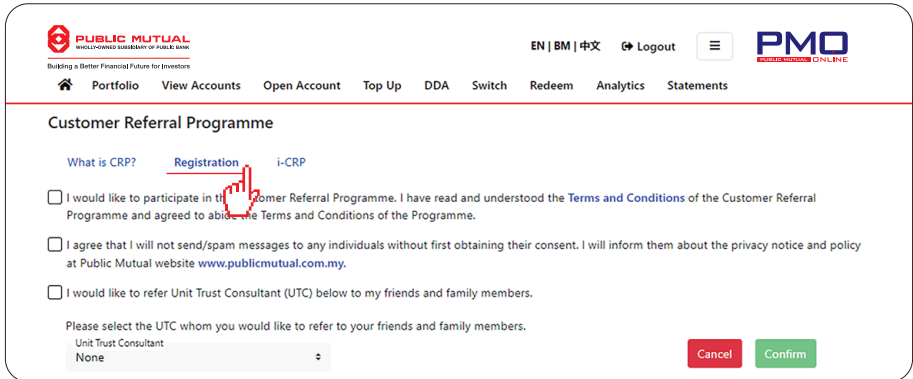 PUBLIC MUTUAL
WHOLLY-OWNED SUBSIDIARY OF PUBLIC BANK
Building a Better Financial Future for Investors
EN | BM | 中文 Logout
PMO
PUBLIC MUTUAL ONLINE
Portfolio View Accounts Open Account Top Up DDA Switch Redeem Analytics Statements
Customer Referral Programme
What is CRP? Registration i-CRP
I would like to participate in th omer Referral Programme. I have read and understood the Terms and Conditions of the Customer Referral
Programme and agreed to abide the Terms and Conditions of the Programme.
I agree that I will not send/spam messages to any individuals without first obtaining their consent. I will inform them about the privacy notice and policy
at Public Mutual website www.publicmutual.com.my.
I would like to refer Unit Trust Consultant (UTC) below to my friends and family members.
Please select the UTC whom you would like to refer to your friends and family members.
Unit Trust Consultant
None
Cancel Confirm